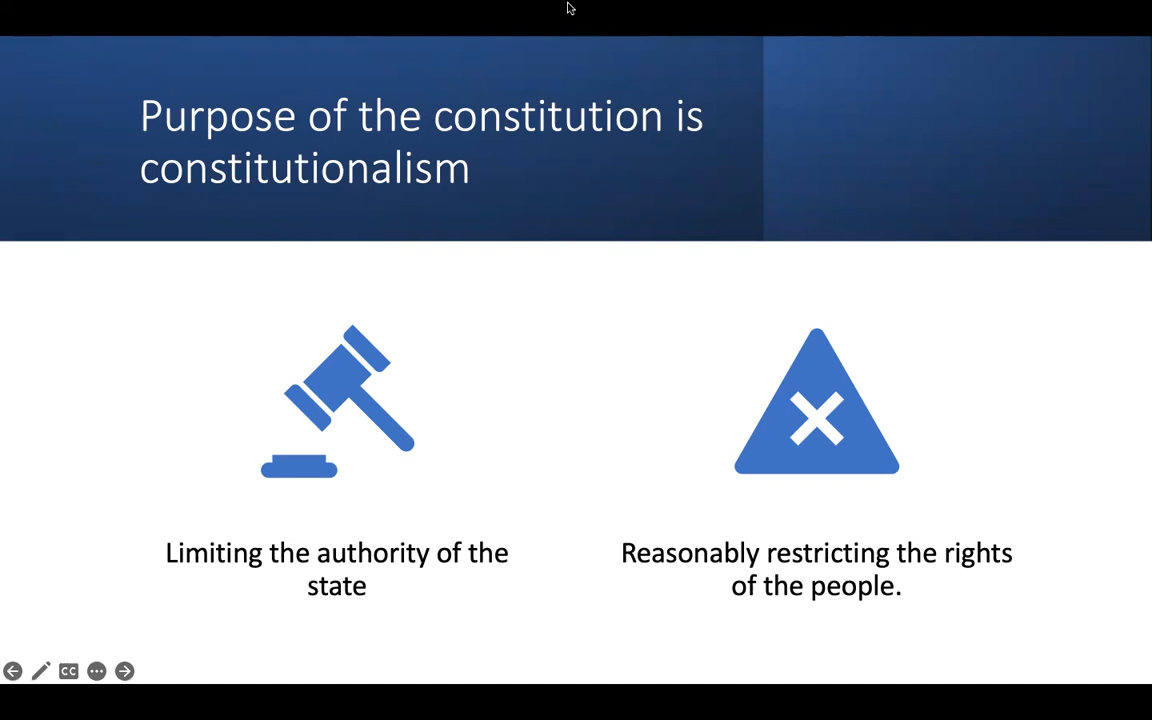 Purpose of the constitution is
constitutionalism
Limiting the authority of the
state
Reasonably restricting the rights
of the people.
CC